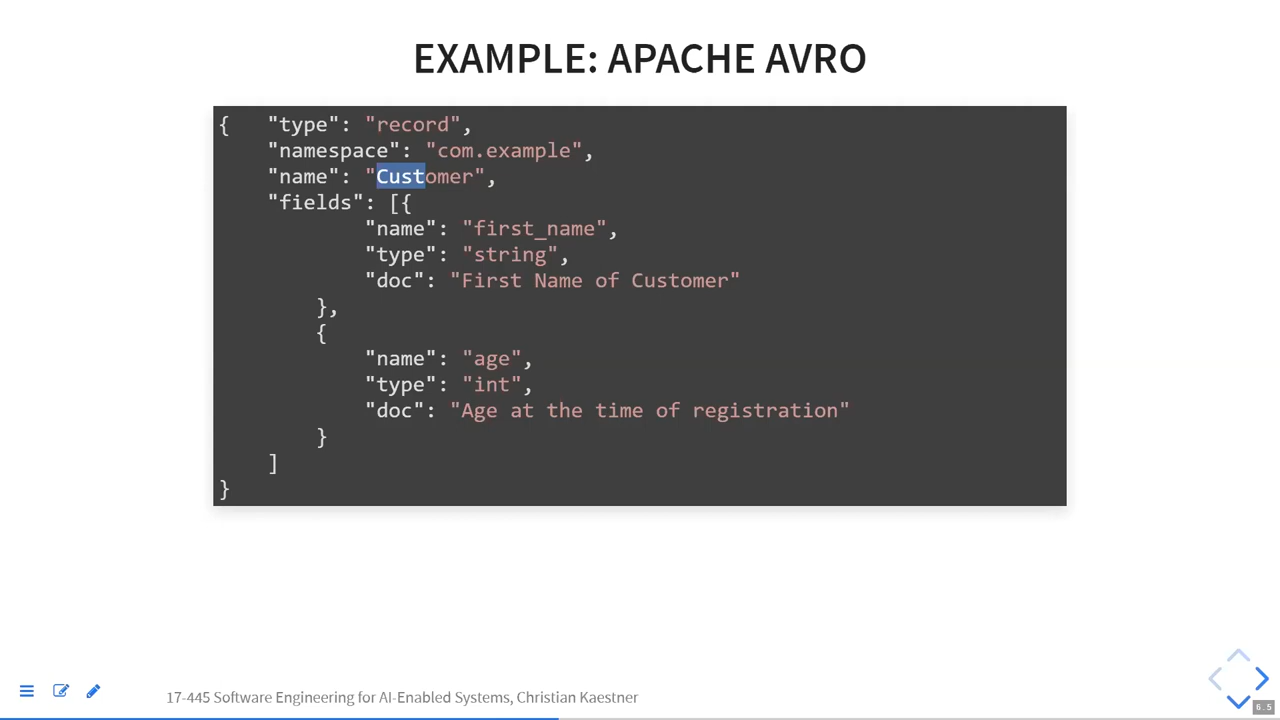 EXAMPLE: APACHE AVRO
{   "type": "record",
    "namespace": "com.example",
    "name": "Customer",
    "fields": [{
            "name": "first_name",
            "type": "string",
            "doc": "First Name of Customer"
        },
        {
            "name": "age",
            "type": "int",
            "doc": "Age at the time of registration"
        }
    ]
}
17-445 Software Engineering for AI-Enabled Systems, Christian Kaestner
6.5